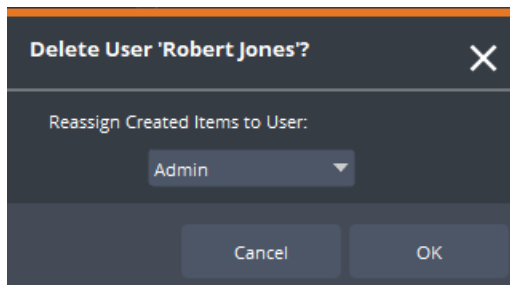 Delete User 'Robert Jones'?
Reassign Created Items to User:
Admin
Cancel OK